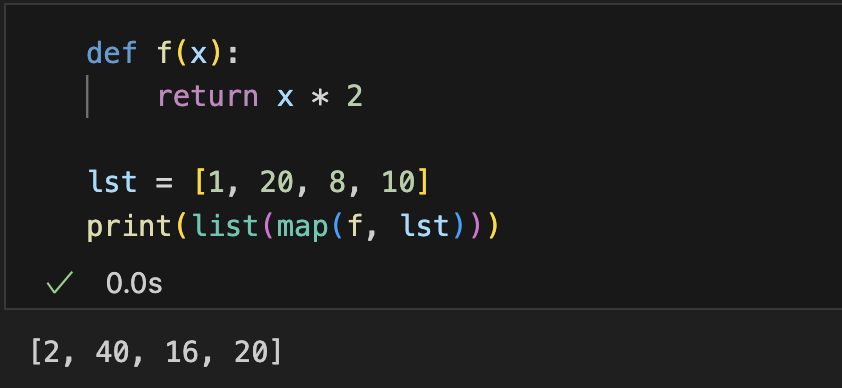 def f(x):
    return x * 2
lst = [1, 20, 8, 10]
print(list(map(f, lst)))
0.0s
[2, 40, 16, 20]